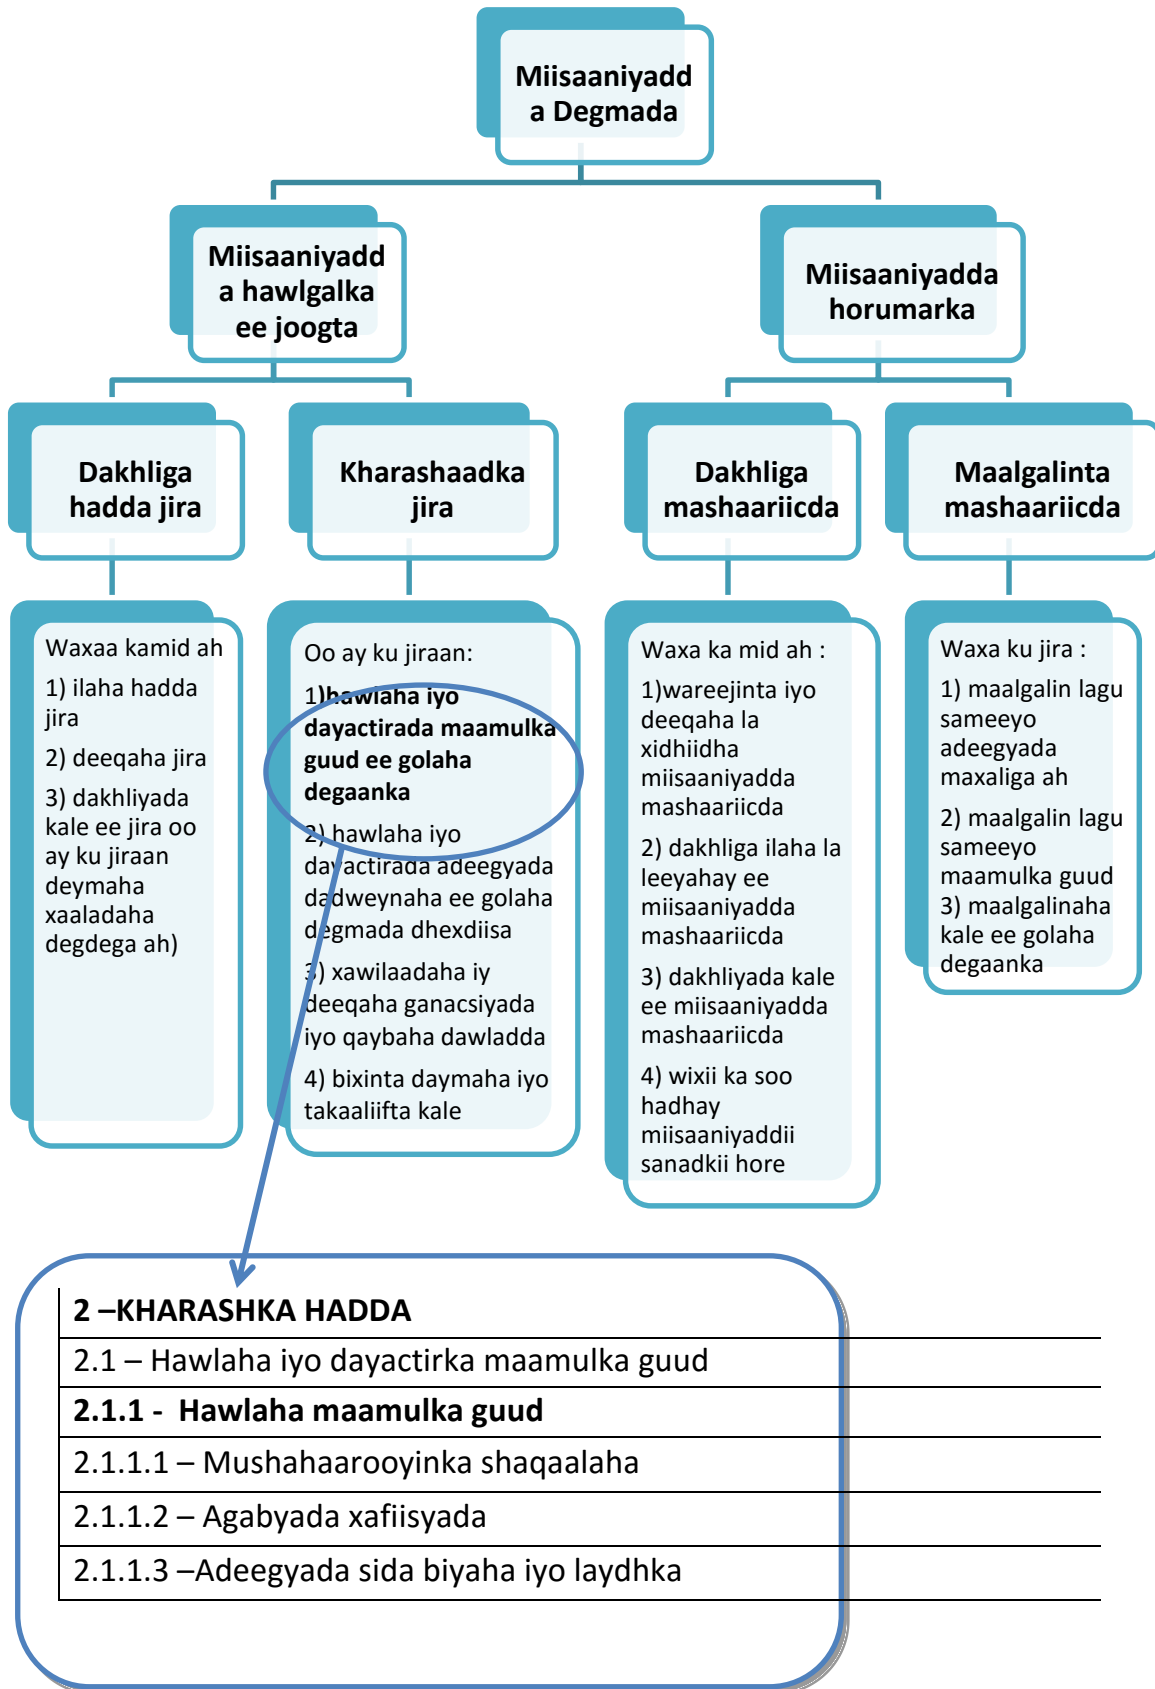 Miisaaniyadd
a Degmada
Miisaaniyadd
a hawlgalka
ee joogta
Miisaaniyadda
horumarka
Dakhliga
hadda jira
Kharashaadka
jira
Dakhliga
mashaariicda
Maalgalinta
mashaariicda
Waxaa kamid ah
1) ilaha hadda
jira
2) deeqaha jira
3) dakhliyada
kale ee jira oo
ay ku jiraan
deymaha
xaaladaha
degdega ah)
Oo ay ku jiraan:
1)hawlaha iyo
dayactirada maamulka
guud ee golaha
degaanka
2) hawlaha iyo
dayactirada adeegyada
dadweynaha ee golaha
degmada dhexdiisa
3) xawilaadaha iy
deeqaha ganacsiyada
iyo qaybaha dawladda
4) bixinta daymaha iyo
takaaliifta kale
Waxa ka mid ah :
1)wareejinta iyo
deeqaha la
xidhiidha
miisaaniyadda
mashaariicda
2) dakhliga ilaha la
leeyahay ee
miisaaniyadda
mashaariicda
3) dakhliyada kale
ee miisaaniyadda
mashaariicda
4) wixii ka soo
hadhay
miisaaniyaddii
sanadkii hore
Waxa ku jira :
1) maalgalin lagu
sameeyo
adeegyada
maxaliga ah
2) maalgalin lagu
sameeyo
maamulka guud
3) maalgalinaha
kale ee golaha
degaanka
2 –KHARASHKA HADDA
2.1 – Hawlaha iyo dayactirka maamulka guud
2.1.1 - Hawlaha maamulka guud
2.1.1.1 – Mushahaarooyinka shaqaalaha
2.1.1.2 – Agabyada xafiisyada
2.1.1.3 –Adeegyada sida biyaha iyo laydhka